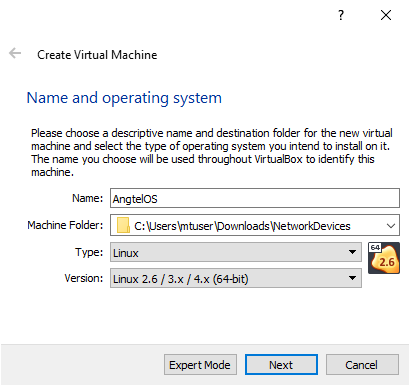 ?
Create Virtual Machine
Name and operating system
Please choose a descriptive name and destination folder for the new virtual
machine and select the type of operating system you intend to install on it.
The name you choose will be used throughout VirtualBox to identify this
machine.
Name: AngtelOS
Machine Folder: C:\Users\mtuser\Downloads\NetworkDevices
Type: Linux
64
Version: Linux 2.6 / 3.x / 4.x (64-bit)
2.6
Expert Mode Next Cancel